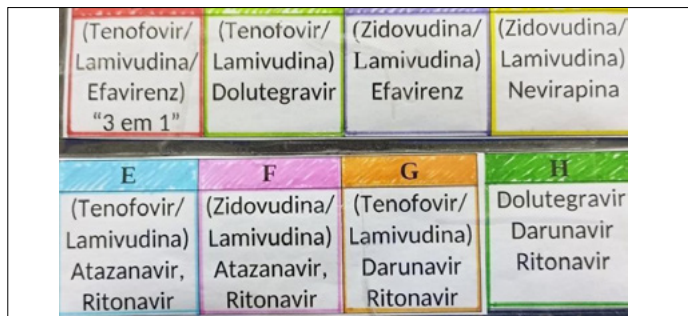 (Tenofovir/
Lamivudina/
Efavirenz)
“3 em 1”
(Tenofovir/
Lamivudina)
Dolutegravir
(Zidovudina/
Lamivudina)
Efavirenz
(Zidovudina/
Lamivudina)
Nevirapina
E
(Tenofovir/
Lamivudina)
Atazanavir,
Ritonavir
F
(Zidovudina/
Lamivudina)
Atazanavir,
Ritonavir
G
(Tenofovir/
Lamivudina)
Darunavir
Ritonavir
H
Dolutegravir
Darunavir
Ritonavir